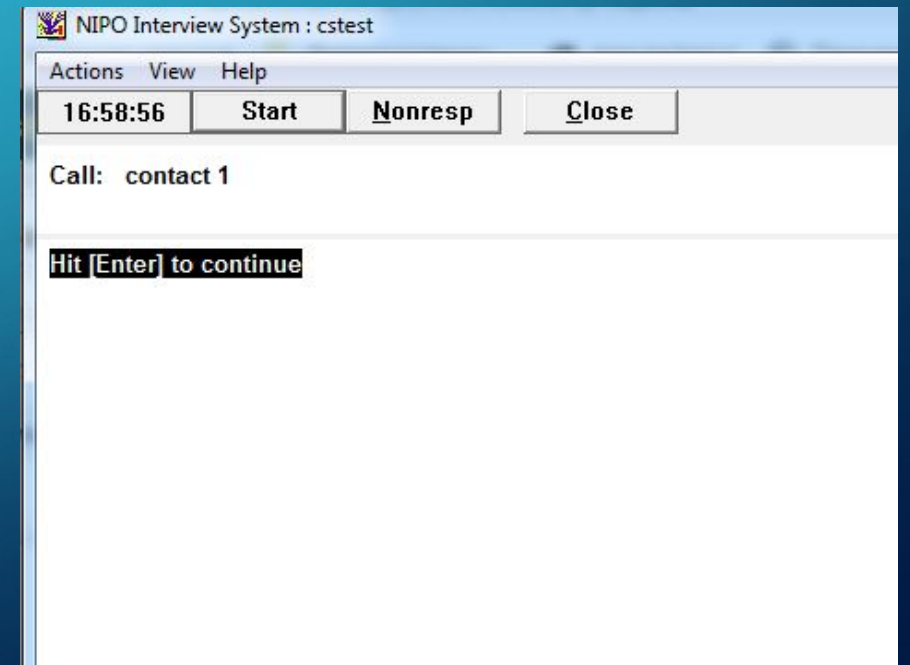 NIPO Interview System : cstest
Actions View Help
16:58:56 Start Nonresp Close
Call: contact 1
Hit [Enter] to continue